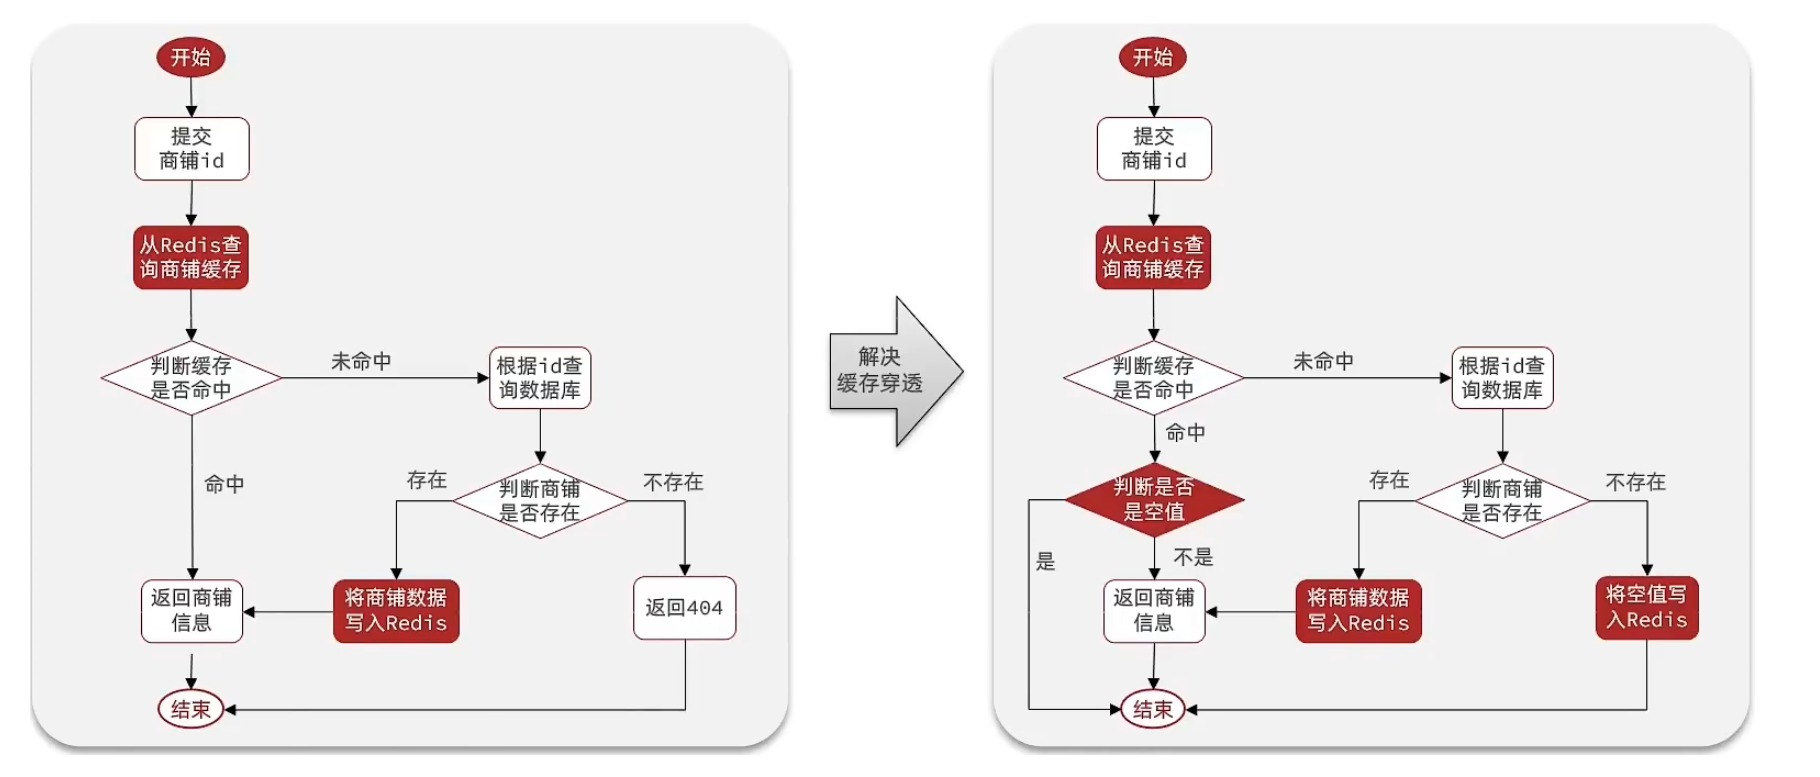 开始
提交
商铺id
从Redis查
询商铺缓存
判断缓存
是否命中
未命中
根据id查
询数据库
命中
存在
判断商铺
是否存在
不存在
返回商铺
信息
将商铺数据
写入Redis
返回404
结束
解决
缓存穿透
开始
提交
商铺id
从Redis查
询商铺缓存
判断缓存
是否命中
未命中
根据id查
询数据库
命中
判断是否
是空值
存在
判断商铺
是否存在
不存在
是
不是
返回商铺
信息
将商铺数据
写入Redis
将空值写
入Redis
结束